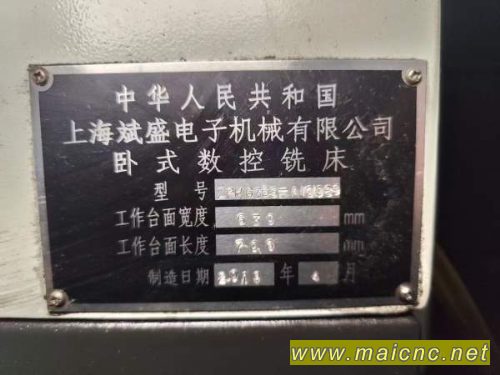 中华人民共和国
上海斌盛电子机械有限公司
卧式数控铣床
型 号
工作台面宽度 mm
工作台面长度 mm
制造日期 年 月
www.maicnc.net